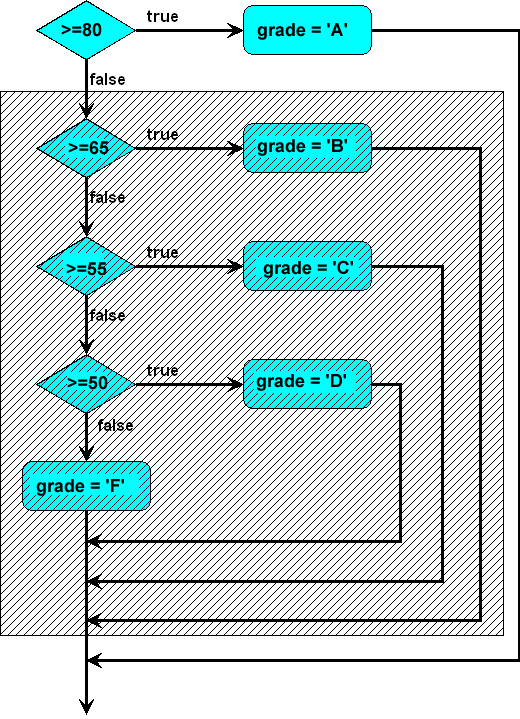 >=80
true
grade = 'A'
false
>=65
true
grade = 'B'
false
>=55
true
grade = 'C'
false
>=50
true
grade = 'D'
false
grade = 'F'